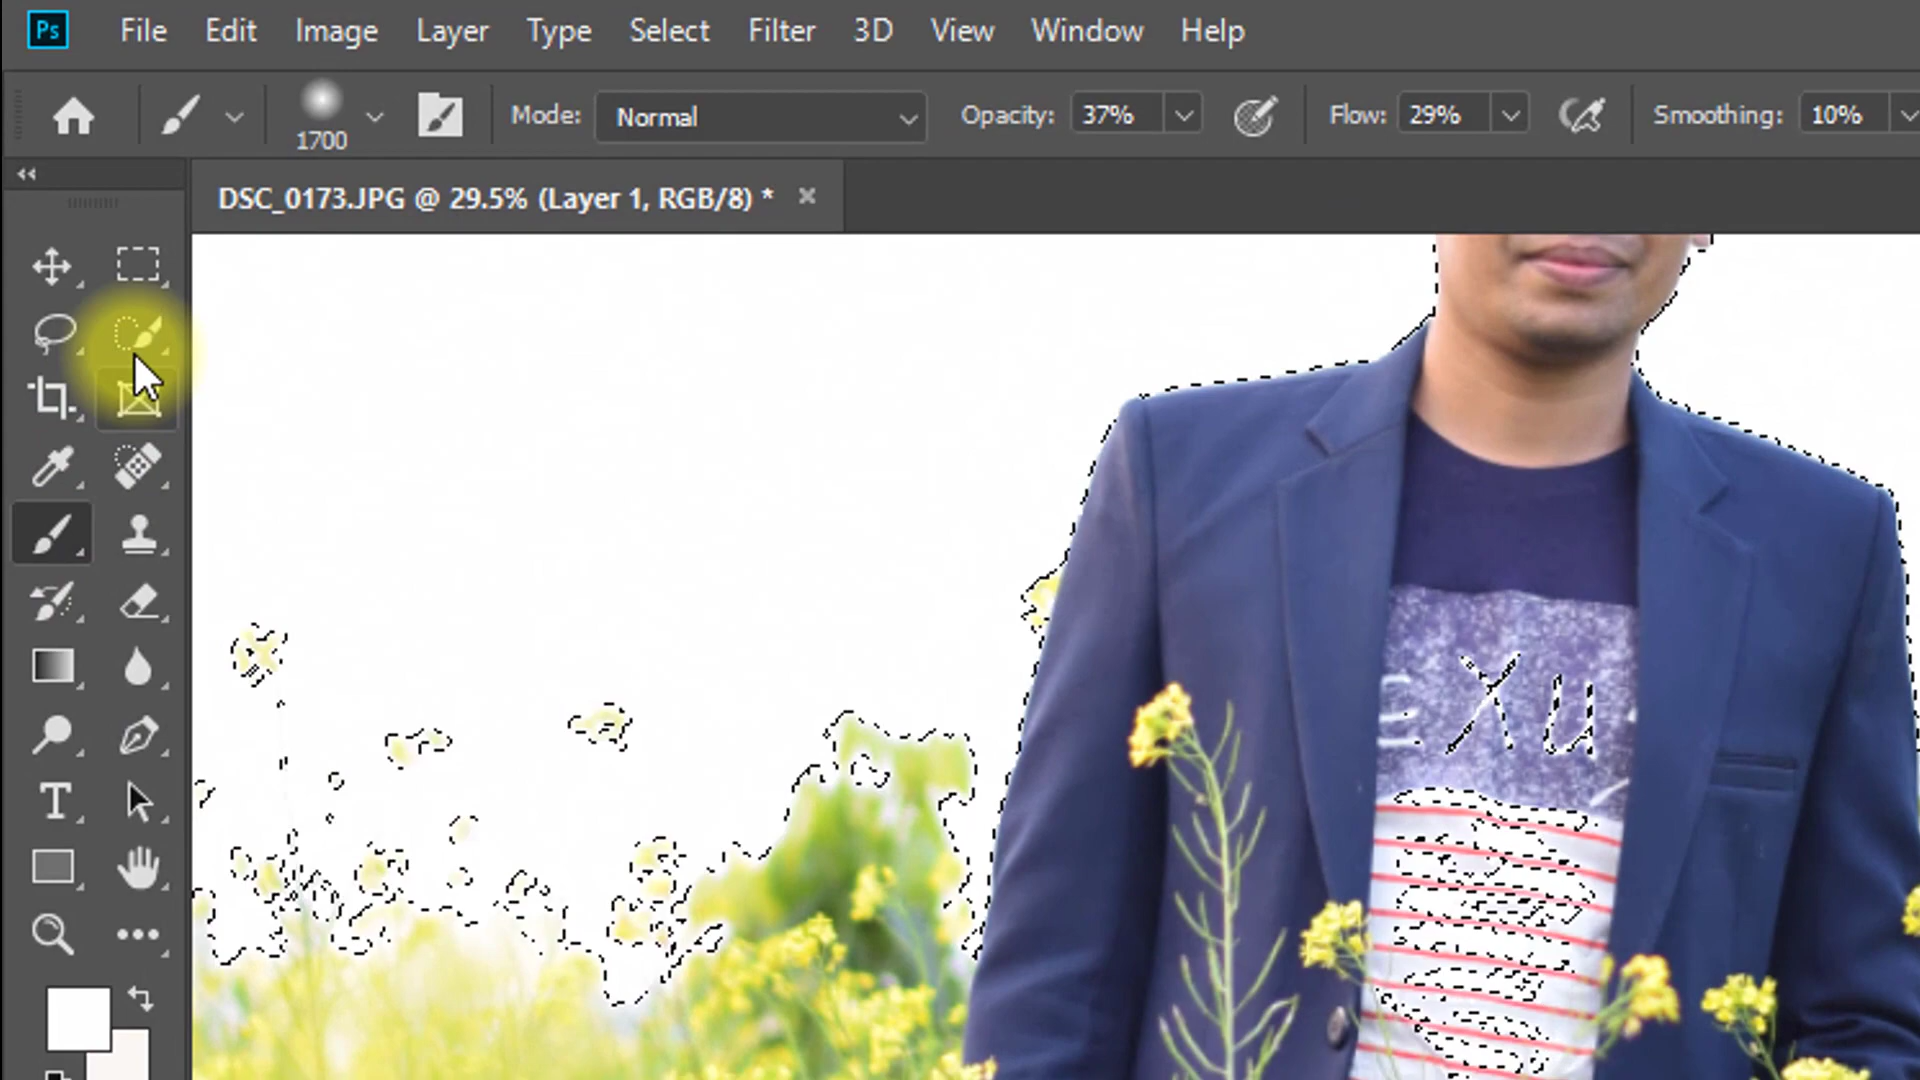 Ps File Edit Image Layer Type Select Filter 3D View Window Help
1700 Mode: Normal Opacity: 37% Flow: 29% Smoothing: 10%
DSC_0173.JPG @ 29.5% (Layer 1, RGB/8) * ×
eXu
T